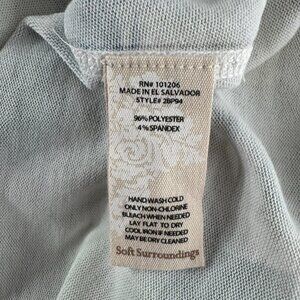 RN# 101206
MADE IN EL SALVADOR
STYLE# 2BP94
96% POLYESTER
4% SPANDEX
HAND WASH COLD
ONLY NON-CHLORINE
BLEACH WHEN NEEDED
LAY FLAT TO DRY
COOL IRON IF NEEDED
MAY BE DRY CLEANED
Soft Surroundings